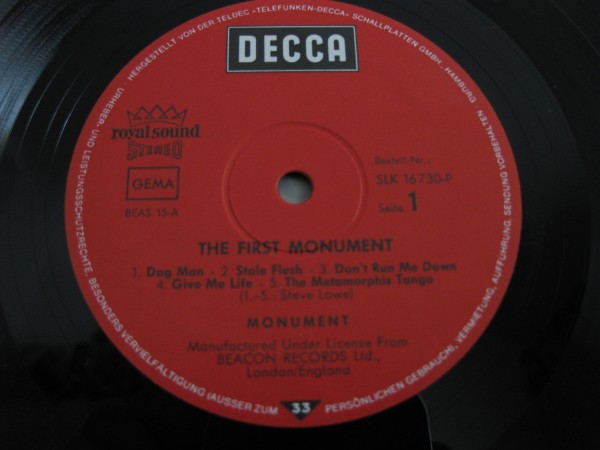 HERGESTELLT VON DER TELDEC »TELEFUNKEN-DECCA« SCHALLPLATTEN GMBH., HAMBURG
URHEBER- UND LEISTUNGSSCHUTZRECHTE, BESONDERS VERVIELFÄLTIGUNG (AUSSER ZUM PERSÖNLICHEN GEBRAUCH), VERMIETUNG, AUFFÜHRUNG, SENDUNG VORBEHALTEN
DECCA
royal sound
STEREO
GEMA
BEAS 15-A
Bestell-Nr.:
SLK 16730-P
Seite 1
THE FIRST MONUMENT
1. Dog Man - 2. Stale Flesh - 3. Don't Run Me Down
4. Give Me Life - 5. The Metamorphis Tango
(1.-5.: Steve Lowe)
MONUMENT
Manufactured Under License From
BEACON RECORDS Ltd.,
London/England
33